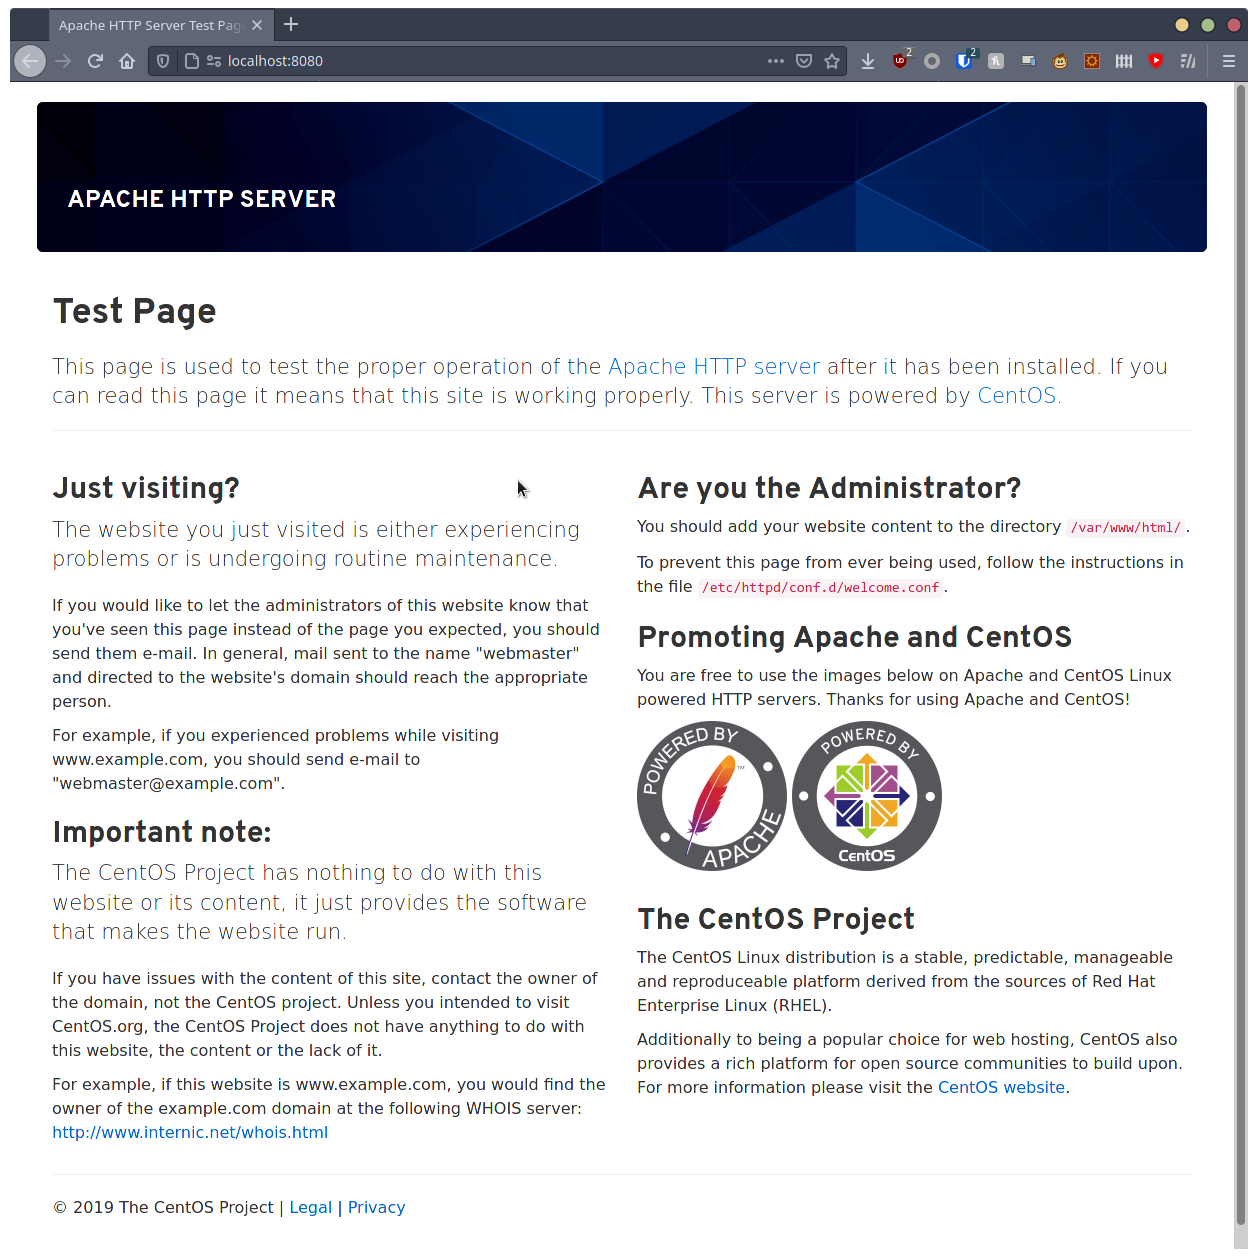 Apache HTTP Server Test Pag
localhost:8080
2
2
APACHE HTTP SERVER
Test Page
This page is used to test the proper operation of the Apache HTTP server after it has been installed. If you
can read this page it means that this site is working properly. This server is powered by CentOS.
Just visiting?
The website you just visited is either experiencing
problems or is undergoing routine maintenance.
If you would like to let the administrators of this website know that
you've seen this page instead of the page you expected, you should
send them e-mail. In general, mail sent to the name "webmaster"
and directed to the website's domain should reach the appropriate
person.
For example, if you experienced problems while visiting
www.example.com, you should send e-mail to
"webmaster@example.com".
Important note:
The CentOS Project has nothing to do with this
website or its content, it just provides the software
that makes the website run.
If you have issues with the content of this site, contact the owner of
the domain, not the CentOS project. Unless you intended to visit
CentOS.org, the CentOS Project does not have anything to do with
this website, the content or the lack of it.
For example, if this website is www.example.com, you would find the
owner of the example.com domain at the following WHOIS server:
http://www.internic.net/whois.html
Are you the Administrator?
You should add your website content to the directory /var/www/html/ .
To prevent this page from ever being used, follow the instructions in
the file /etc/httpd/conf.d/welcome.conf .
Promoting Apache and CentOS
You are free to use the images below on Apache and CentOS Linux
powered HTTP servers. Thanks for using Apache and CentOS!
POWERED BY
APACHE
TM
POWERED BY
CentOS
The CentOS Project
The CentOS Linux distribution is a stable, predictable, manageable
and reproduceable platform derived from the sources of Red Hat
Enterprise Linux (RHEL).
Additionally to being a popular choice for web hosting, CentOS also
provides a rich platform for open source communities to build upon.
For more information please visit the CentOS website.
© 2019 The CentOS Project | Legal | Privacy